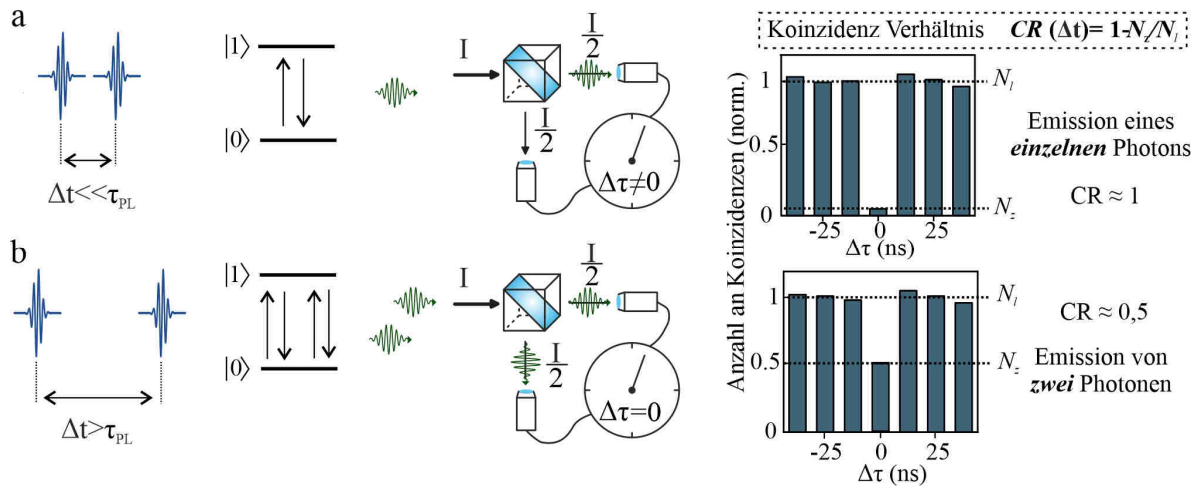 a
Δt<<τPL
|1⟩
|0⟩
I
I/2
I/2
Δτ≠0
Koinzidenz Verhältnis CR (Δt)= 1-Nz/Nl
Anzahl an Koinzidenzen (norm.)
1
0.5
0
-25 0 25
Δτ (ns)
Nl
Nz
Emission eines
einzelnen Photons
CR ≈ 1
b
Δt>τPL
|1⟩
|0⟩
I
I/2
I/2
Δτ=0
1
0.5
0
-25 0 25
Δτ (ns)
Nl
Nz
CR ≈ 0,5
Emission von
zwei Photonen